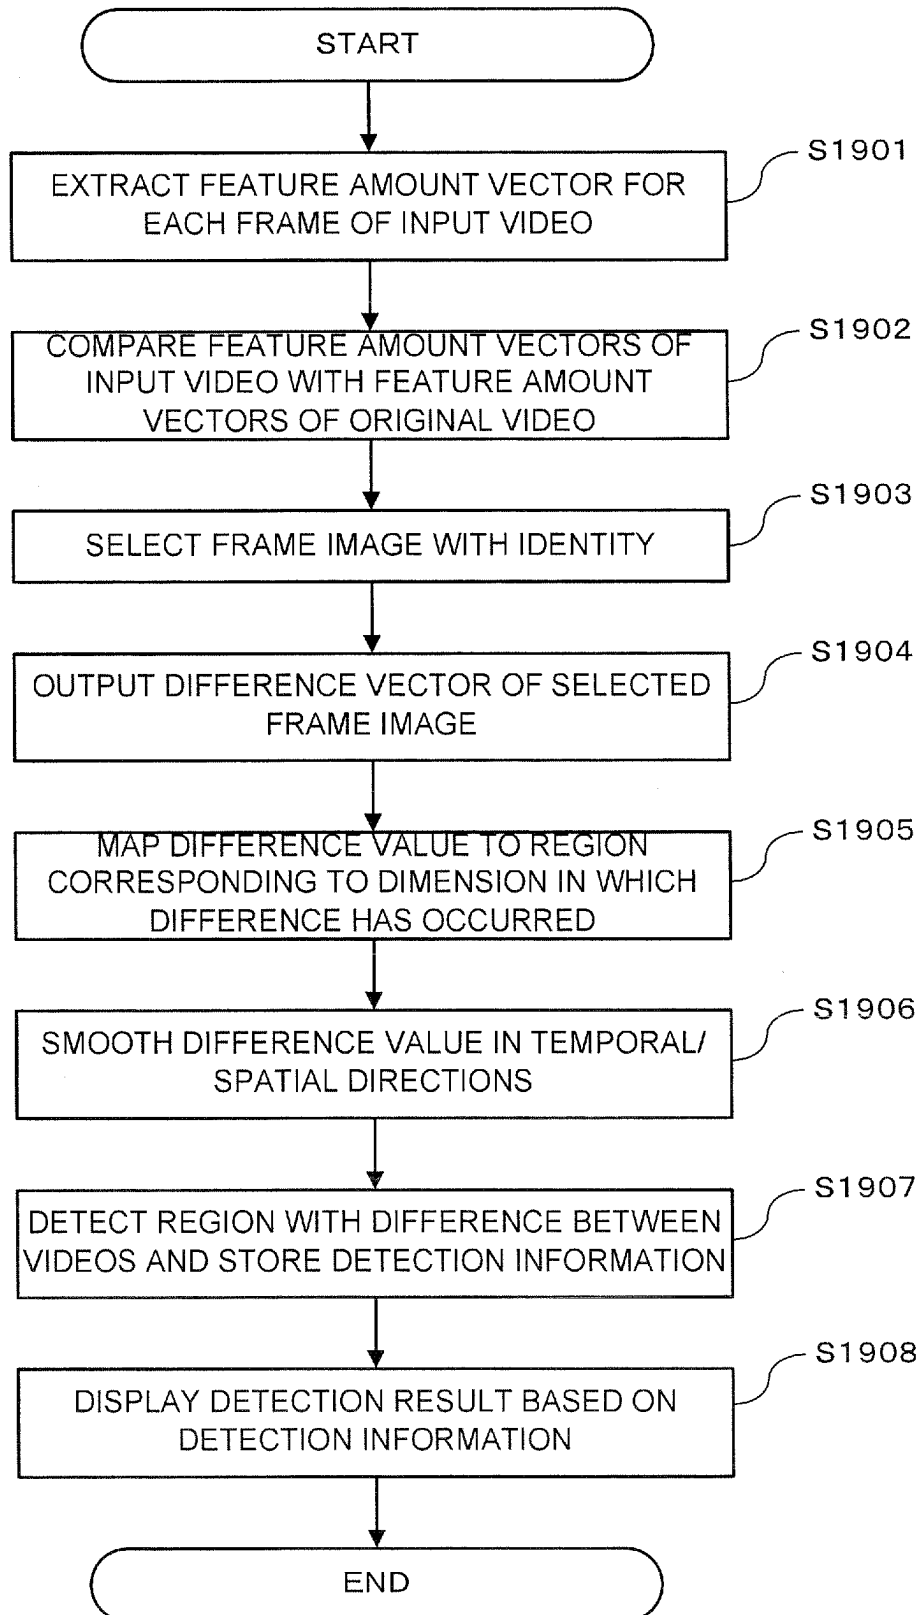 START
S1901
EXTRACT FEATURE AMOUNT VECTOR FOR
EACH FRAME OF INPUT VIDEO
S1902
COMPARE FEATURE AMOUNT VECTORS OF
INPUT VIDEO WITH FEATURE AMOUNT
VECTORS OF ORIGINAL VIDEO
S1903
SELECT FRAME IMAGE WITH IDENTITY
S1904
OUTPUT DIFFERENCE VECTOR OF SELECTED
FRAME IMAGE
S1905
MAP DIFFERENCE VALUE TO REGION
CORRESPONDING TO DIMENSION IN WHICH
DIFFERENCE HAS OCCURRED
S1906
SMOOTH DIFFERENCE VALUE IN TEMPORAL/
SPATIAL DIRECTIONS
S1907
DETECT REGION WITH DIFFERENCE BETWEEN
VIDEOS AND STORE DETECTION INFORMATION
S1908
DISPLAY DETECTION RESULT BASED ON
DETECTION INFORMATION
END